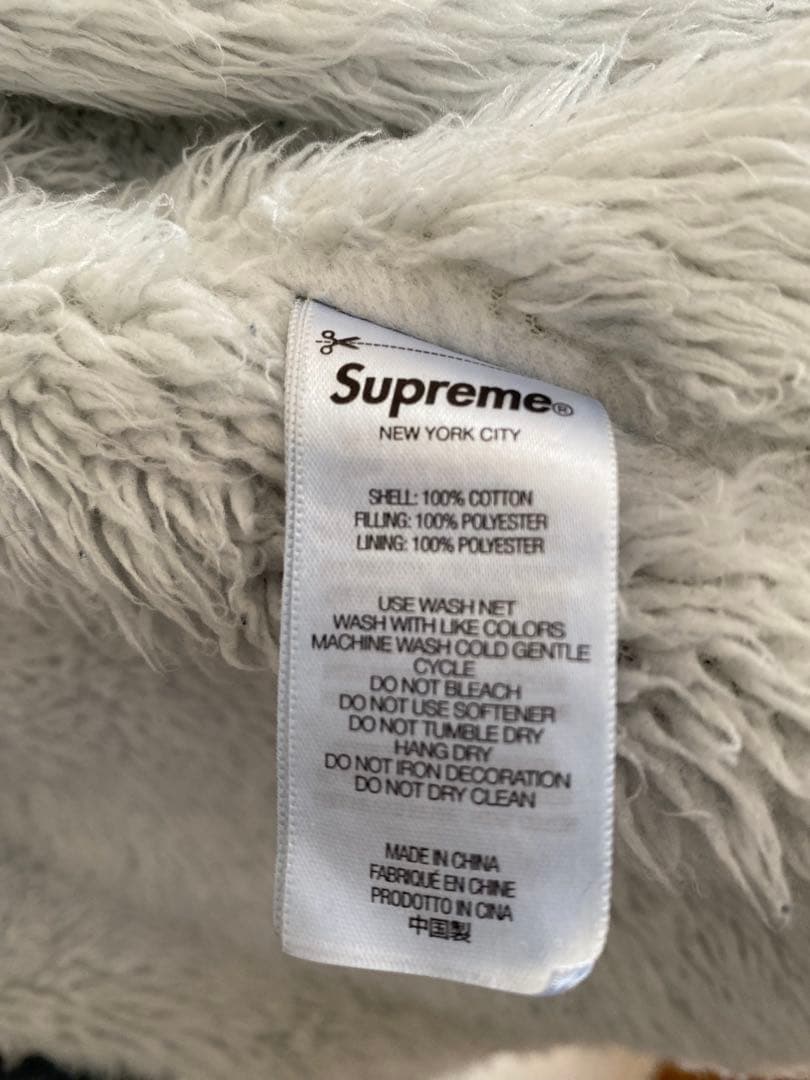 Supreme®
NEW YORK CITY
SHELL: 100% COTTON
FILLING: 100% POLYESTER
LINING: 100% POLYESTER
USE WASH NET
WASH WITH LIKE COLORS
MACHINE WASH COLD GENTLE
CYCLE
DO NOT BLEACH
DO NOT USE SOFTENER
DO NOT TUMBLE DRY
HANG DRY
DO NOT IRON DECORATION
DO NOT DRY CLEAN
MADE IN CHINA
FABRIQUÉ EN CHINE
PRODOTTO IN CINA
中国製